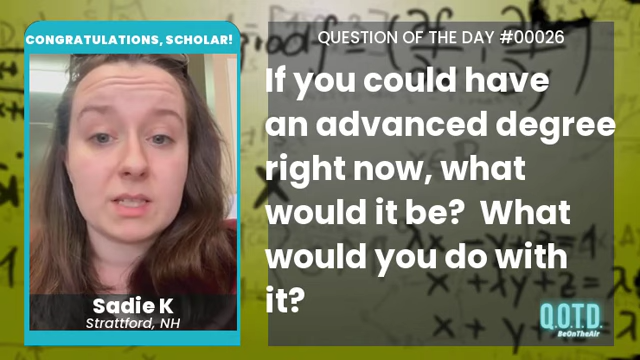 CONGRATULATIONS, SCHOLAR!
Sadie K
Strattford, NH
QUESTION OF THE DAY #00026
If you could have
an advanced degree
right now, what
would it be? What
would you do with
it?
Q.O.T.D.
BeOnTheAir